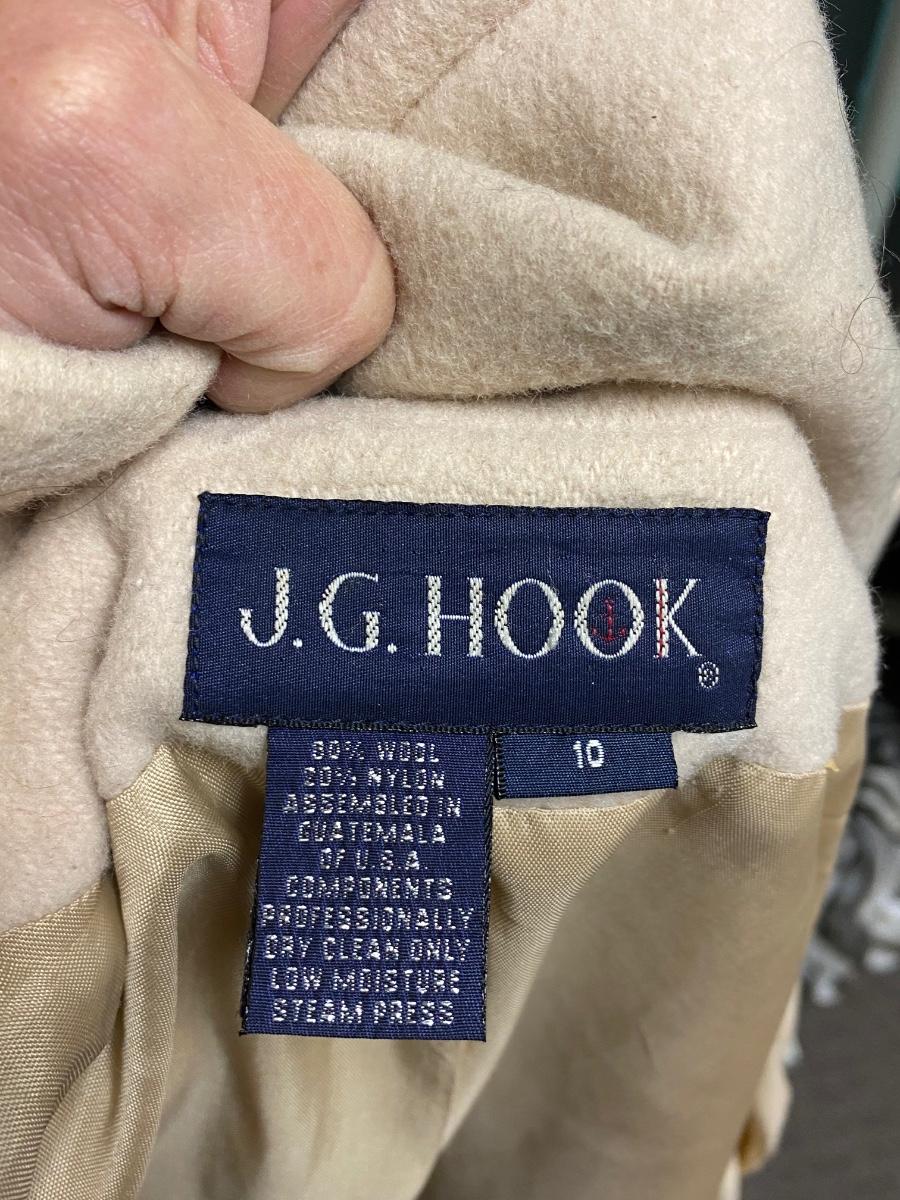 J.G. HOOK®
10
80% WOOL
20% NYLON
ASSEMBLED IN
GUATEMALA
OF U.S.A
COMPONENTS
PROFESSIONALLY
DRY CLEAN ONLY
LOW MOISTURE
STEAM PRESS